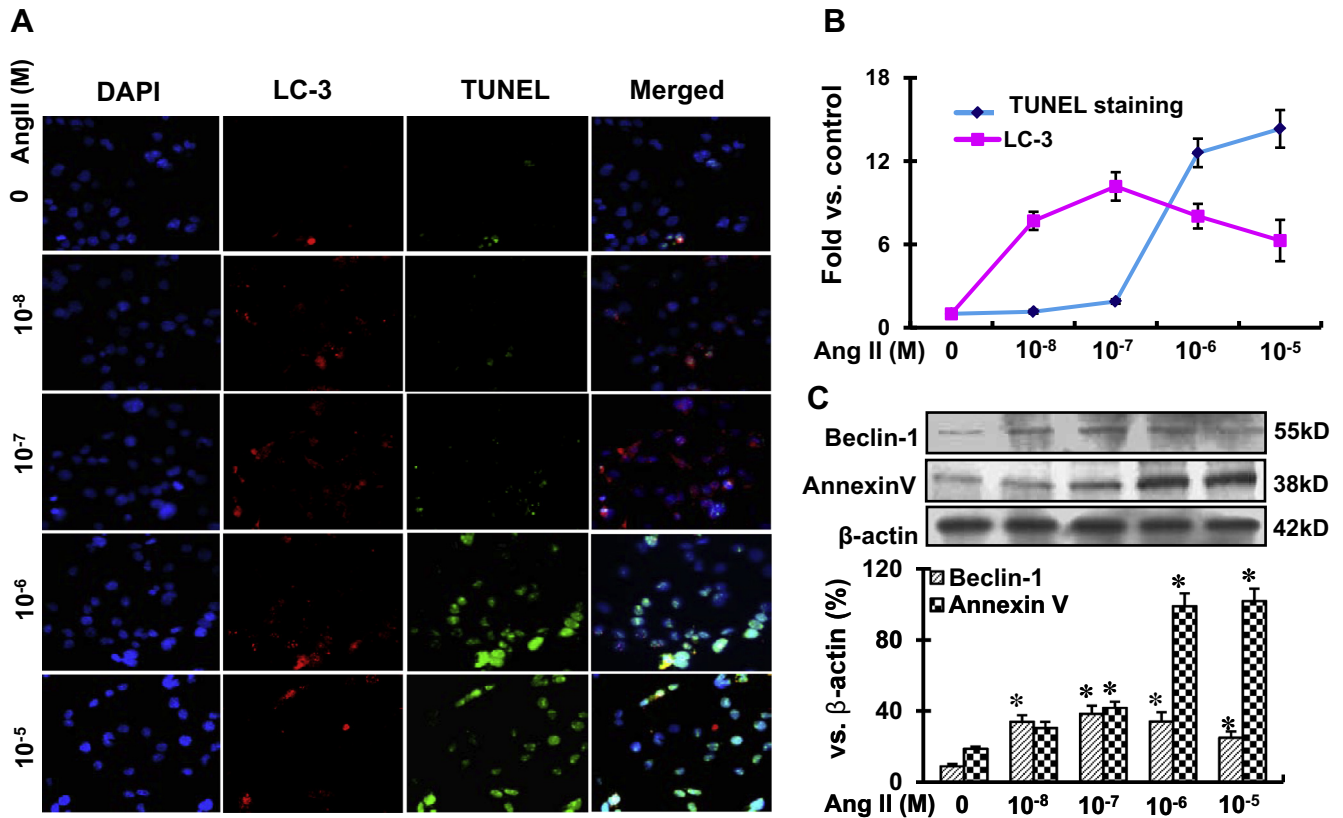 A
AngII (M)
DAPI LC-3 TUNEL Merged
0
10-8
10-7
10-6
10-5
B
Fold vs. control
18
12
6
0
TUNEL staining
LC-3
Ang II (M) 0 10-8 10-7 10-6 10-5
C
Beclin-1 55kD
AnnexinV 38kD
β-actin 42kD
vs. β-actin (%)
120
80
40
0
Beclin-1
Annexin V
* * * * * * *
Ang II (M) 0 10-8 10-7 10-6 10-5